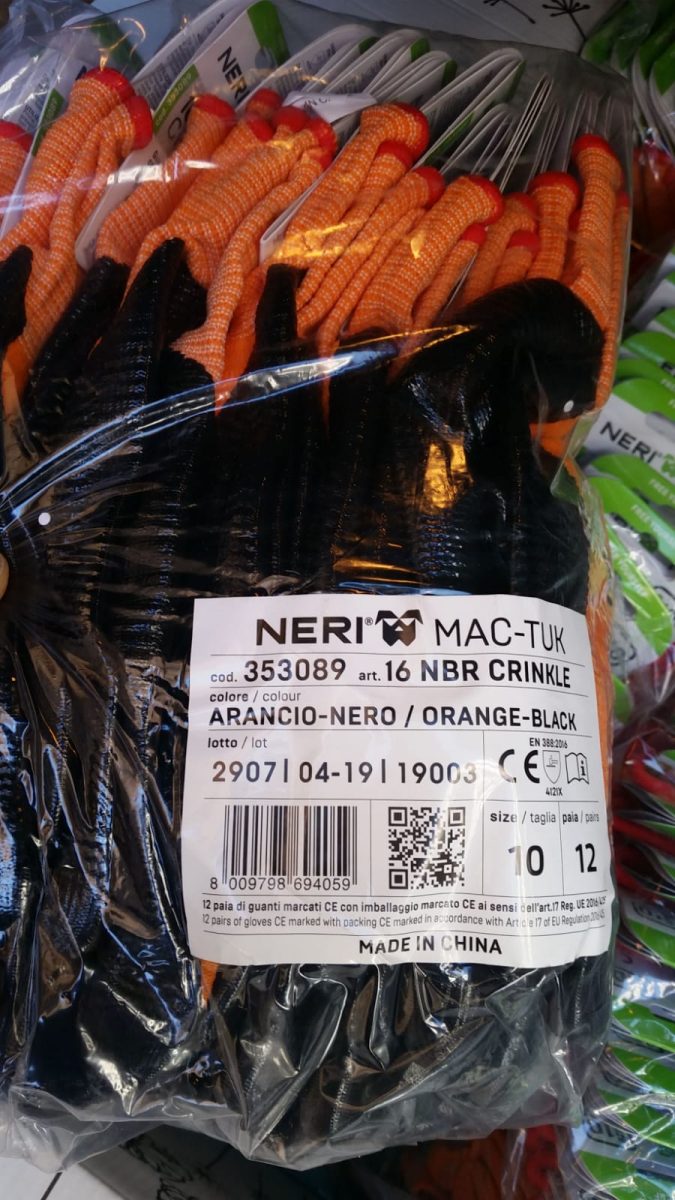 NERI
NERI
NERI® MAC-TUK
cod. 353089 art. 16 NBR CRINKLE
colore / colour
ARANCIO-NERO / ORANGE-BLACK
lotto / lot
2907| 04-19| 19003
EN 388:2016
CE
4121X
size / taglia paia / pairs
10 12
8 009798 694059
12 paia di guanti marcati CE con imballaggio marcato CE ai sensi dell'art.17 Reg. UE 2016/425
12 pairs of gloves CE marked with packing CE marked in accordance with Article 17 of EU Regulation 2016/425
MADE IN CHINA